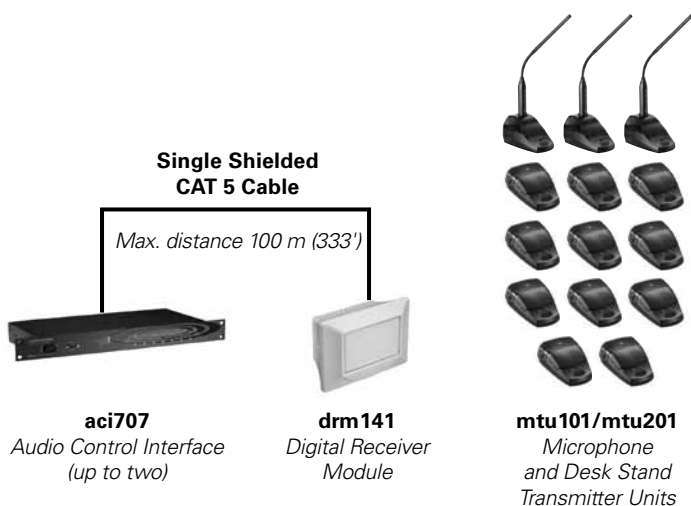 Single Shielded
CAT 5 Cable
Max. distance 100 m (333')
aci707
Audio Control Interface
(up to two)
drm141
Digital Receiver
Module
mtu101/mtu201
Microphone
and Desk Stand
Transmitter Units